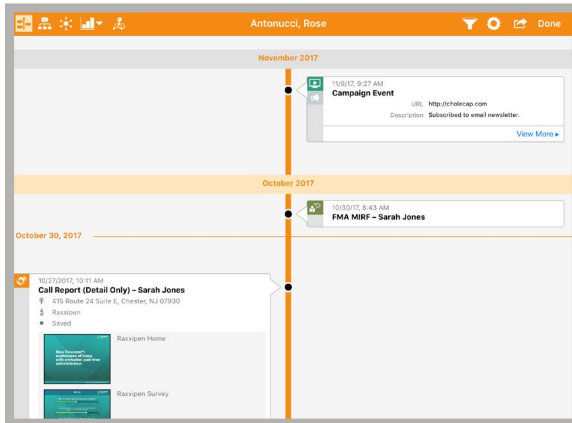 Antonucci, Rose
Done
November 2017
11/9/17, 9:27 AM
Campaign Event
URL http://cholecap.com
Description Subscribed to email newsletter.
View More ▸
October 2017
10/30/17, 8:43 AM
FMA MIRF – Sarah Jones
October 30, 2017
10/27/2017, 10:11 AM
Call Report (Detail Only) – Sarah Jones
415 Route 24 Suite E, Chester, NJ 07930
Raxxipen
Saved
Raxxipen Home
Raxxipen Survey